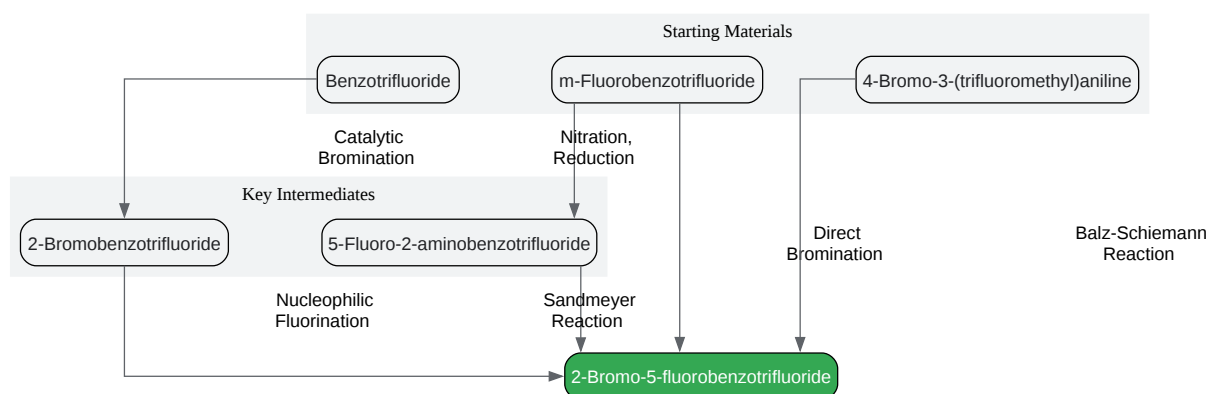 Starting Materials
Benzotrifluoride
m-Fluorobenzotrifluoride
4-Bromo-3-(trifluoromethyl)aniline
Catalytic
Bromination
Nitration,
Reduction
Key Intermediates
2-Bromobenzotrifluoride
5-Fluoro-2-aminobenzotrifluoride
Direct
Bromination
Balz-Schiemann
Reaction
Nucleophilic
Fluorination
Sandmeyer
Reaction
2-Bromo-5-fluorobenzotrifluoride